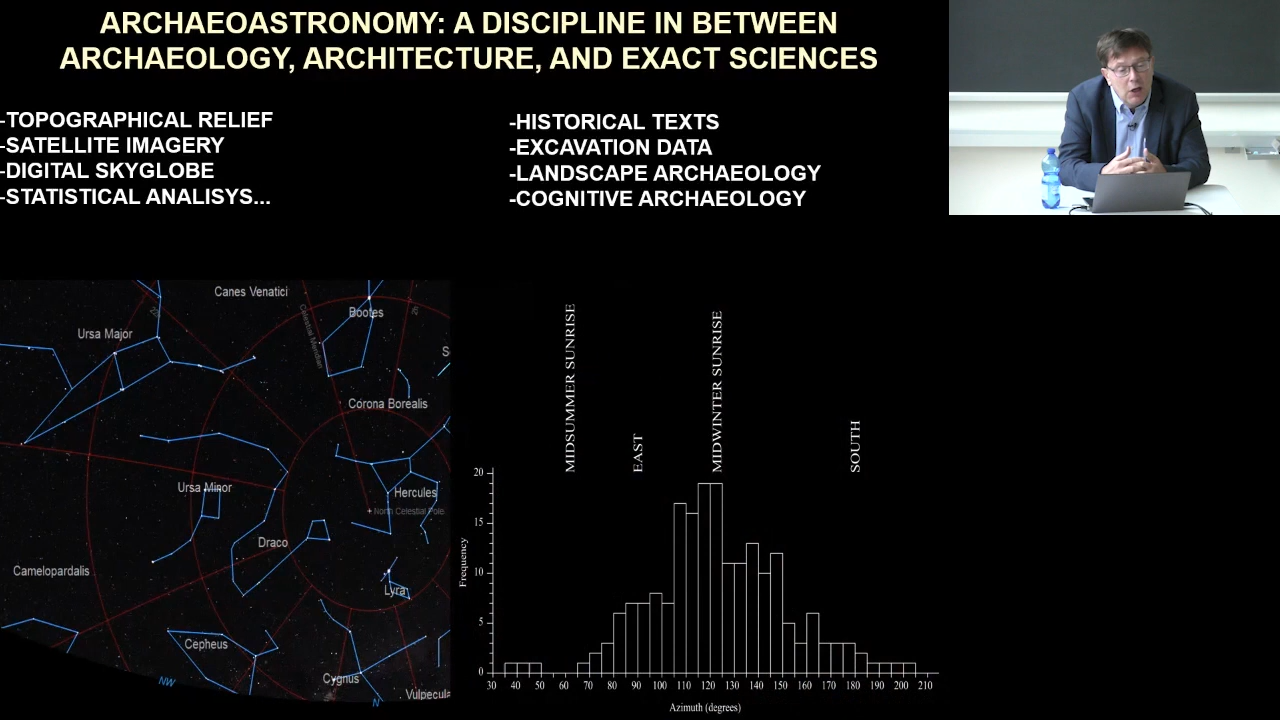 ARCHAEOASTRONOMY: A DISCIPLINE IN BETWEEN
ARCHAEOLOGY, ARCHITECTURE, AND EXACT SCIENCES
-TOPOGRAPHICAL RELIEF
-SATELLITE IMAGERY
-DIGITAL SKYGLOBE
-STATISTICAL ANALISYS...
-HISTORICAL TEXTS
-EXCAVATION DATA
-LANDSCAPE ARCHAEOLOGY
-COGNITIVE ARCHAEOLOGY
Canes Venatici
Bootes
Ursa Major
Celestial Meridian
Corona Borealis
Ursa Minor
Hercules
North Celestial Pole
Draco
Camelopardalis
Lyra
Cepheus
Cygnus
Vulpecula
NW
N
MIDSUMMER SUNRISE
EAST
MIDWINTER SUNRISE
SOUTH
20
15
10
5
0
Frequency
30 40 50 60 70 80 90 100 110 120 130 140 150 160 170 180 190 200 210
Azimuth (degrees)